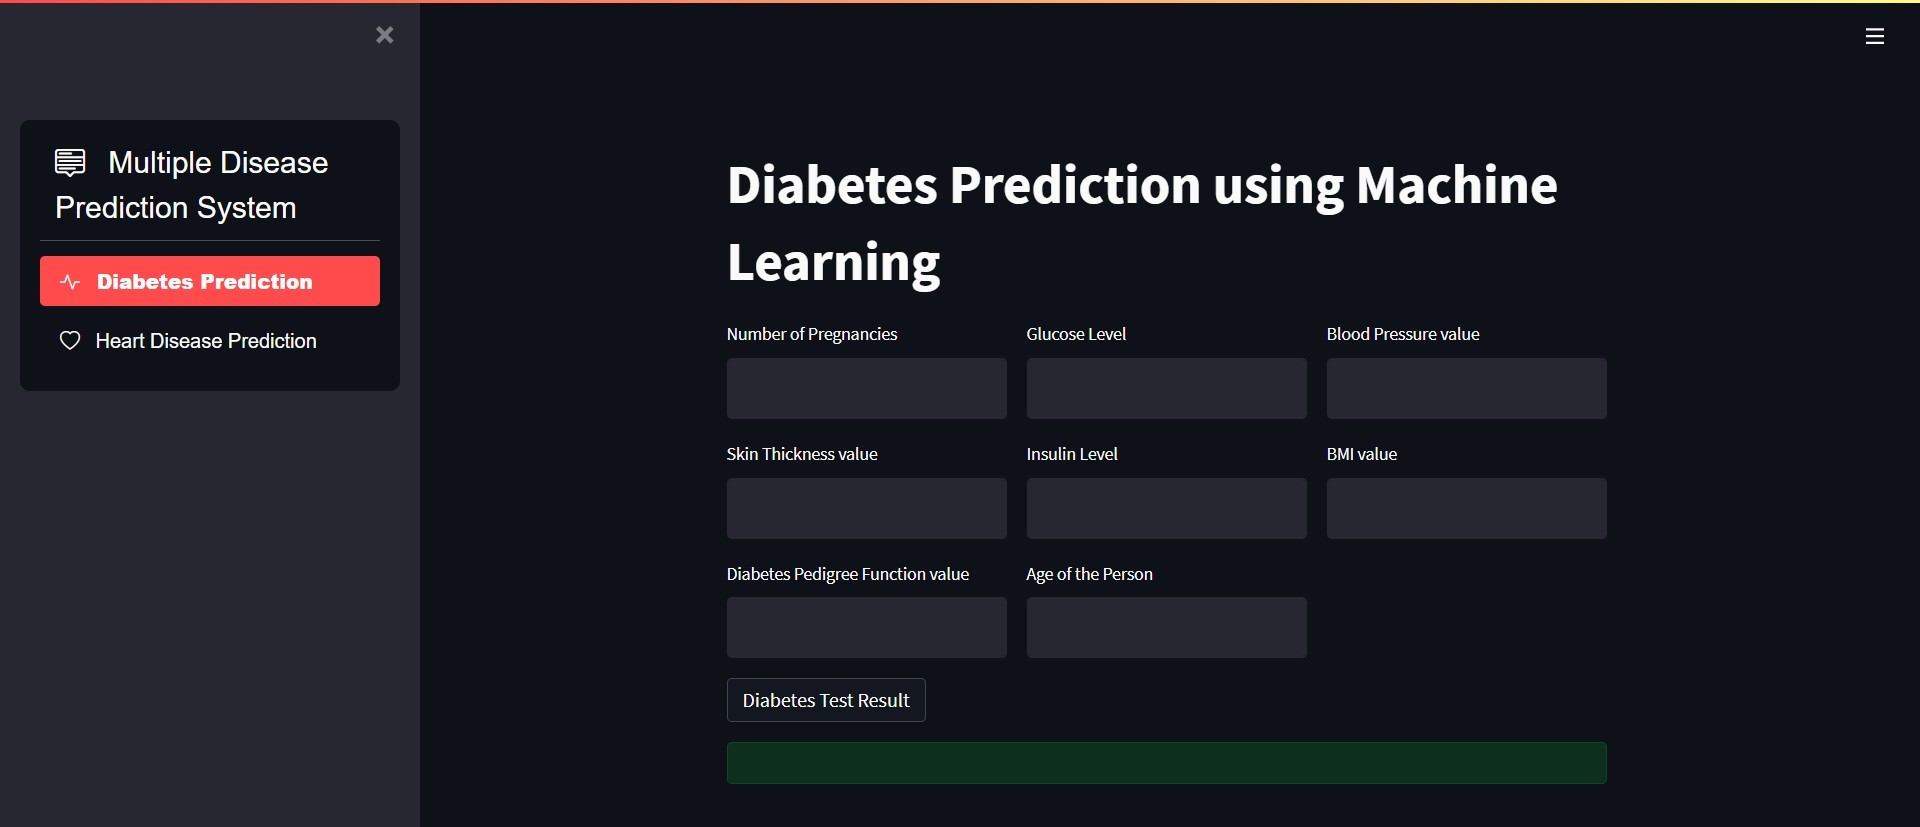 Multiple Disease
Prediction System
Diabetes Prediction
Heart Disease Prediction
Diabetes Prediction using Machine
Learning
Number of Pregnancies
Glucose Level
Blood Pressure value
Skin Thickness value
Insulin Level
BMI value
Diabetes Pedigree Function value
Age of the Person
Diabetes Test Result